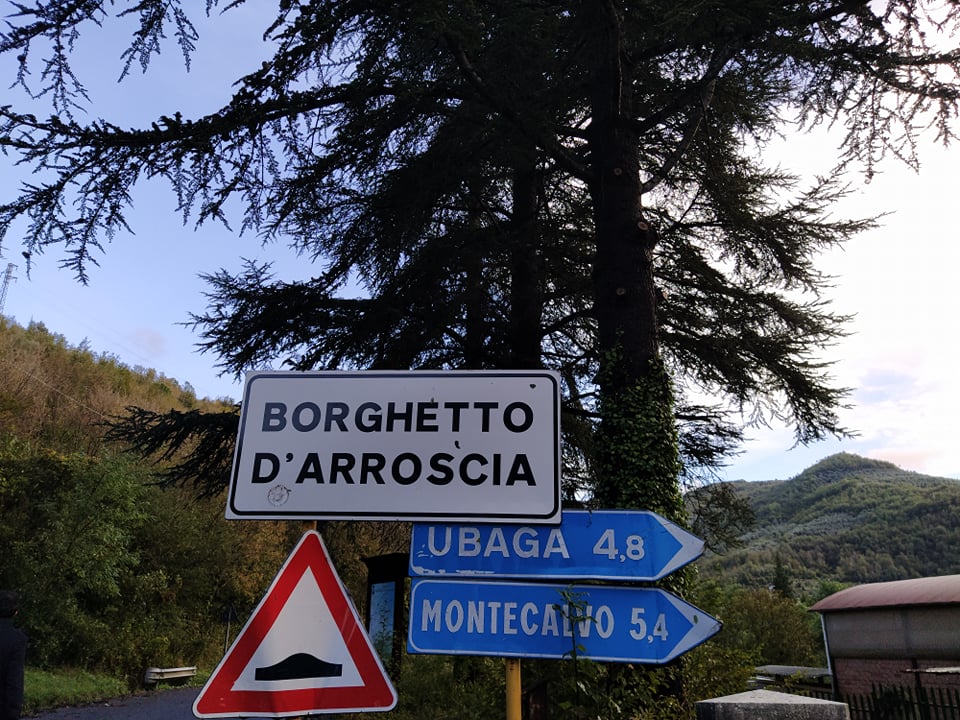 BORGHETTO
D'ARROSCIA
UBAGA 4,8
MONTECALVO 5,4